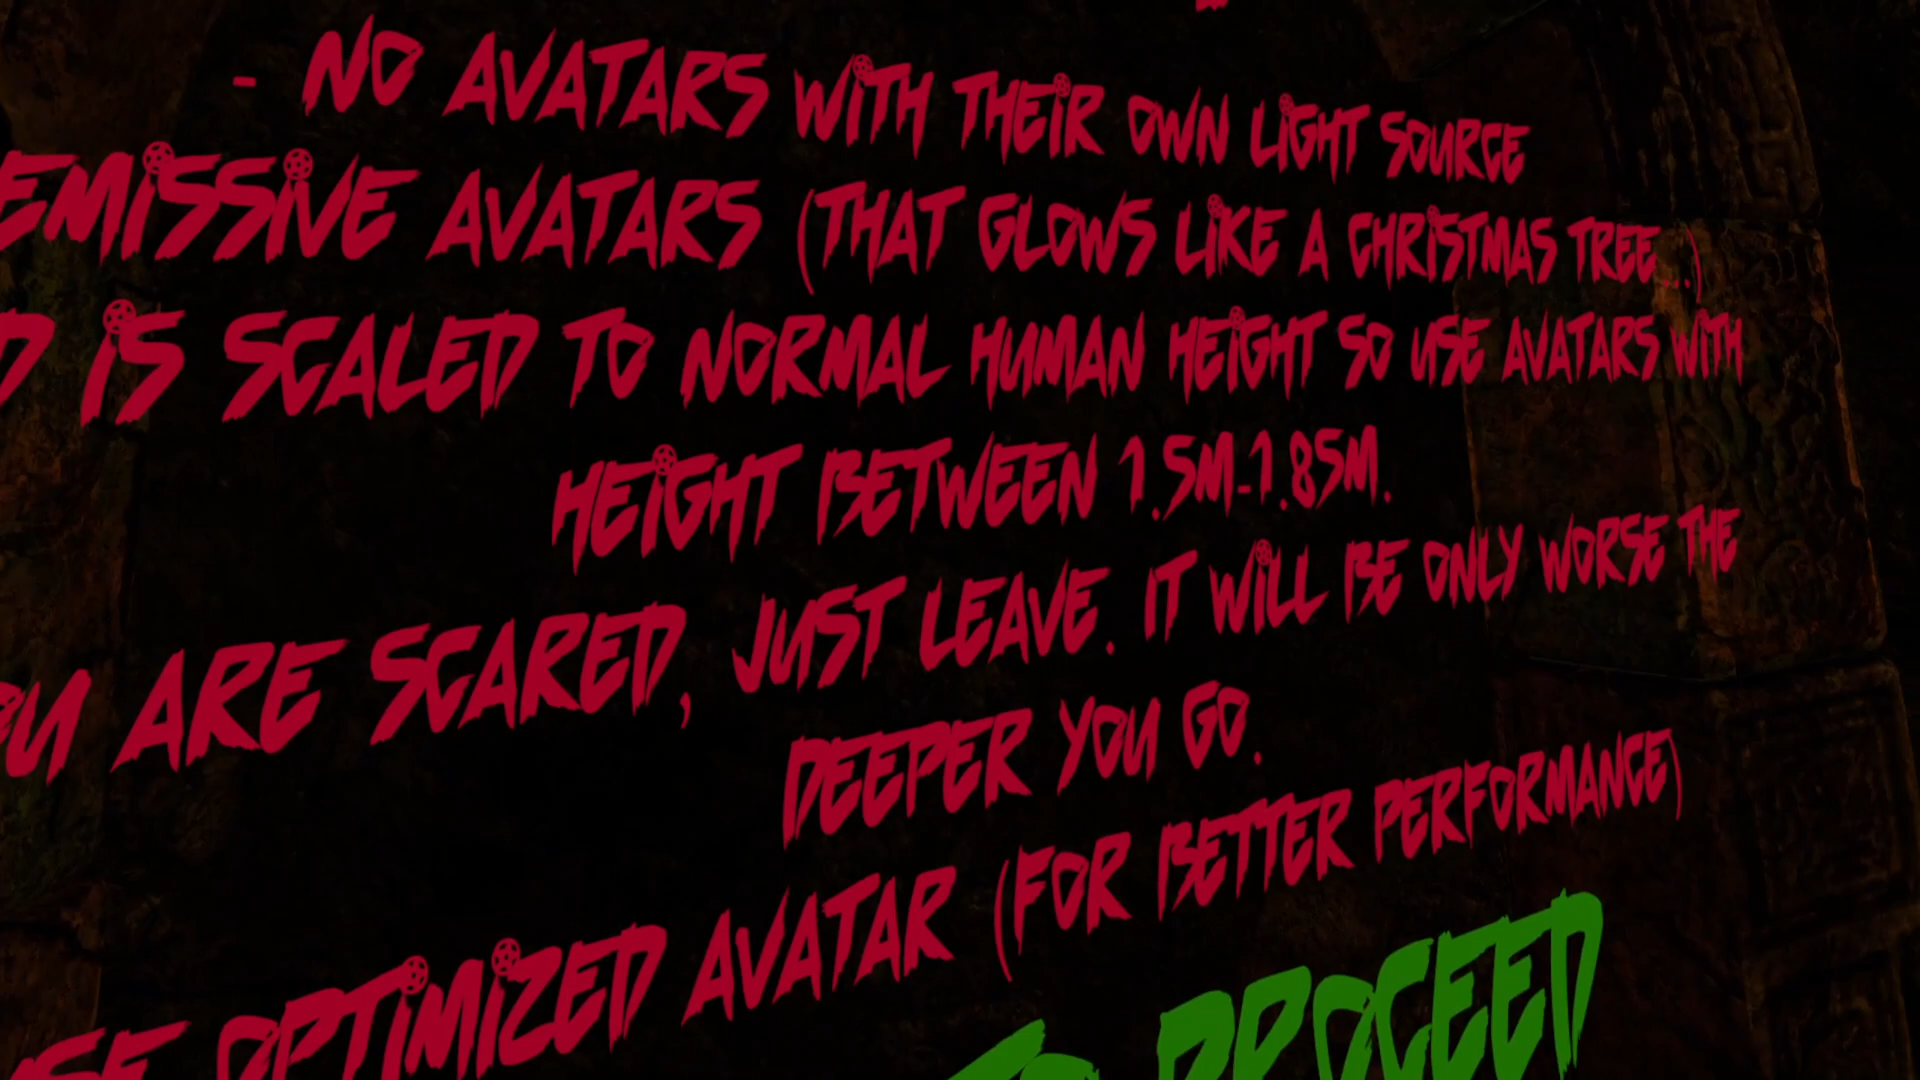 - NO AVATARS WITH THEIR OWN LIGHT SOURCE
EMISSIVE AVATARS (THAT GLOWS LIKE A CHRISTMAS TREE...)
IS SCALED TO NORMAL HUMAN HEIGHT SO USE AVATARS WITH
HEIGHT BETWEEN 1.5M-1.85M.
ARE SCARED, JUST LEAVE. IT WILL BE ONLY WORSE THE
DEEPER YOU GO.
OPTIMIZED AVATAR (FOR BETTER PERFORMANCE)
TO PROCEED